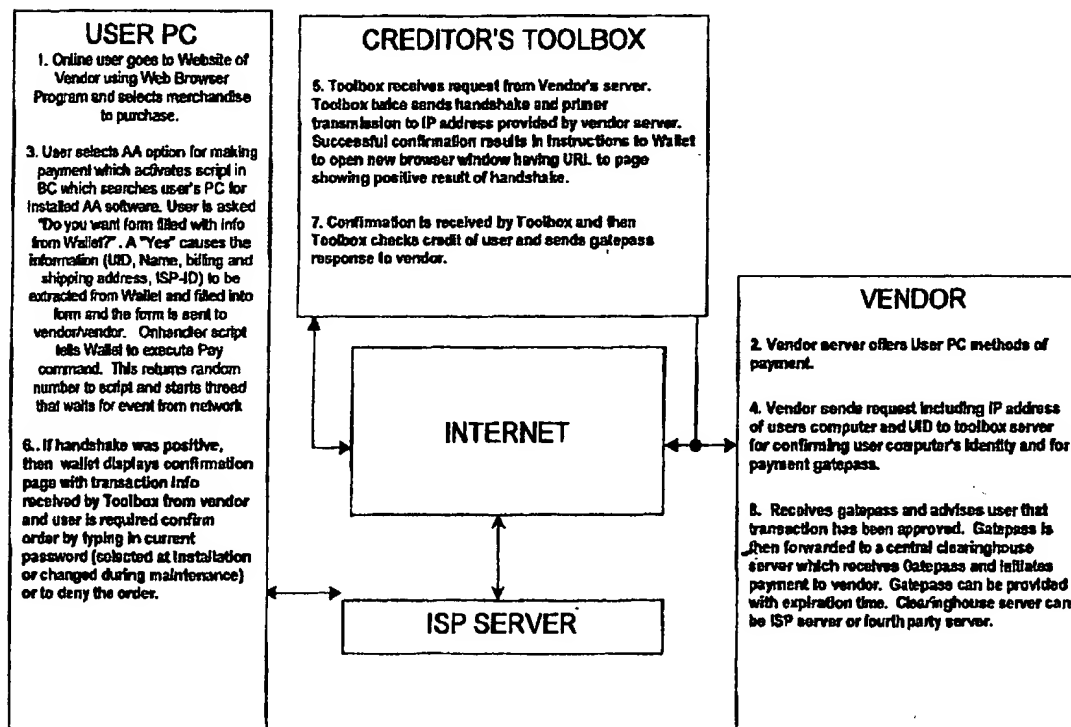 USER PC
1. Online user goes to Website of
Vendor using Web Browser
Program and selects merchandise
to purchase.
3. User selects AA option for making
payment which activates script in
BC which searches user's PC for
installed AA software. User is asked
"Do you want form filled with info
from Wallet?". A "Yes" causes the
information (UID, Name, billing and
shipping address, ISP-ID) to be
extracted from Wallet and filled into
form and the form is sent to
vendor/vendor. Onhandler script
tells Wallet to execute Pay
command. This returns random
number to script and starts thread
that waits for event from network
6.. If handshake was positive,
then wallet displays confirmation
page with transaction info
received by Toolbox from vendor
and user is required confirm
order by typing in current
password (selected at installation
or changed during maintenance)
or to deny the order.
CREDITOR'S TOOLBOX
5. Toolbox receives request from Vendor's server.
Toolbox twice sends handshake and primer
transmission to IP address provided by vendor server.
Successful confirmation results in instructions to Wallet
to open new browser window having URL to page
showing positive result of handshake.
7. Confirmation is received by Toolbox and then
Toolbox checks credit of user and sends gatepass
response to vendor.
INTERNET
ISP SERVER
VENDOR
2. Vendor server offers User PC methods of
payment.
4. Vendor sends request including IP address
of users computer and UID to toolbox server
for confirming user computer's identity and for
payment gatepass.
8. Receives gatepass and advises user that
transaction has been approved. Gatepass is
then forwarded to a central clearinghouse
server which receives Gatepass and initiates
payment to vendor. Gatepass can be provided
with expiration time. Clearinghouse server can
be ISP server or fourth party server.